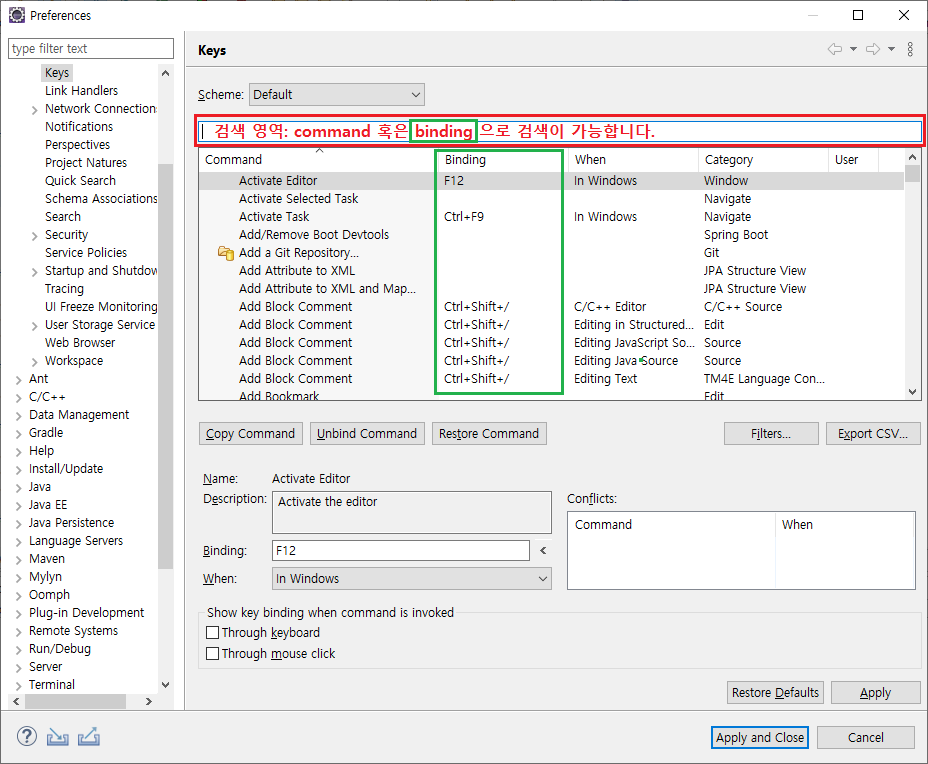 Preferences
type filter text
Keys
Link Handlers
Network Connection
Notifications
Perspectives
Project Natures
Quick Search
Schema Associations
Search
Security
Service Policies
Startup and Shutdow
Tracing
UI Freeze Monitoring
User Storage Service
Web Browser
Workspace
Ant
C/C++
Data Management
Gradle
Help
Install/Update
Java
Java EE
Java Persistence
Language Servers
Maven
Mylyn
Oomph
Plug-in Development
Remote Systems
Run/Debug
Server
Terminal
Keys
Scheme: Default
검색 영역: command 혹은 binding 으로 검색이 가능합니다.
Command Binding When Category User
Activate Editor F12 In Windows Window
Activate Selected Task Navigate
Activate Task Ctrl+F9 In Windows Navigate
Add/Remove Boot Devtools Spring Boot
Add a Git Repository... Git
Add Attribute to XML JPA Structure View
Add Attribute to XML and Map... JPA Structure View
Add Block Comment Ctrl+Shift+/ C/C++ Editor C/C++ Source
Add Block Comment Ctrl+Shift+/ Editing in Structured... Edit
Add Block Comment Ctrl+Shift+/ Editing JavaScript So... Source
Add Block Comment Ctrl+Shift+/ Editing Java Source Source
Add Block Comment Ctrl+Shift+/ Editing Text TM4E Language Con...
Add Bookmark Edit
Copy Command Unbind Command Restore Command Filters... Export CSV...
Name: Activate Editor
Description: Activate the editor
Binding: F12
When: In Windows
Conflicts:
Command When
Show key binding when command is invoked
Through keyboard
Through mouse click
Restore Defaults Apply
Apply and Close Cancel